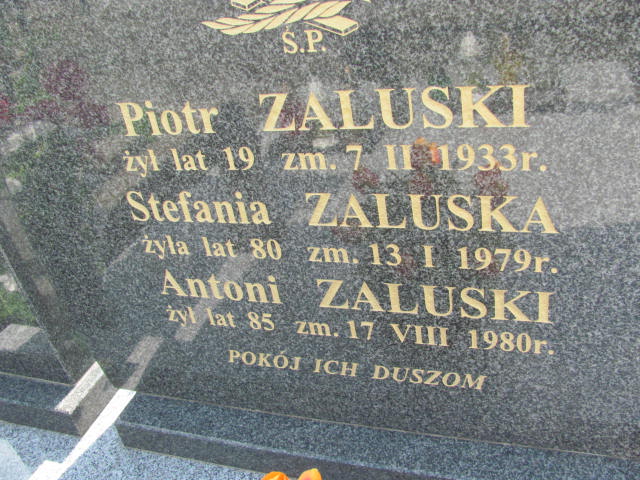 Ś.P.
Piotr ZALUSKI
żył lat 19 zm. 7 II 1933r.
Stefania ZALUSKA
żyła lat 80 zm. 13 I 1979r.
Antoni ZALUSKI
żył lat 85 zm. 17 VIII 1980r.
POKÓJ ICH DUSZOM